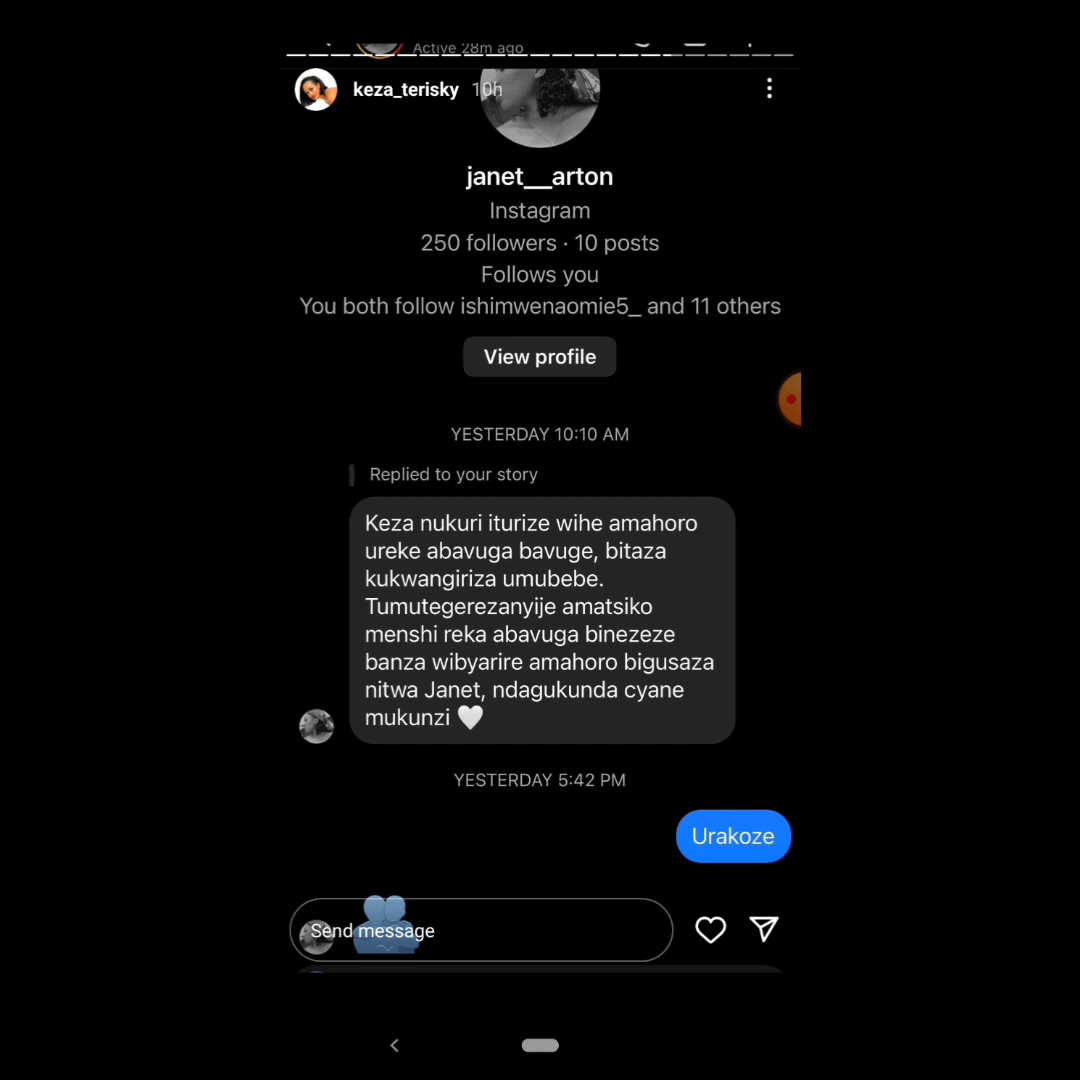 Active 28m ago
keza_terisky 10h
janet__arton
Instagram
250 followers · 10 posts
Follows you
You both follow ishimwenaomie5_ and 11 others
View profile
YESTERDAY 10:10 AM
Replied to your story
Keza nukuri iturize wihe amahoro
ureke abavuga bavuge, bitaza
kukwangiriza umubebe.
Tumutegerezanyije amatsiko
menshi reka abavuga binezeze
banza wibyarire amahoro bigusaza
nitwa Janet, ndagukunda cyane
mukunzi 🤍
YESTERDAY 5:42 PM
Urakoze
Send message